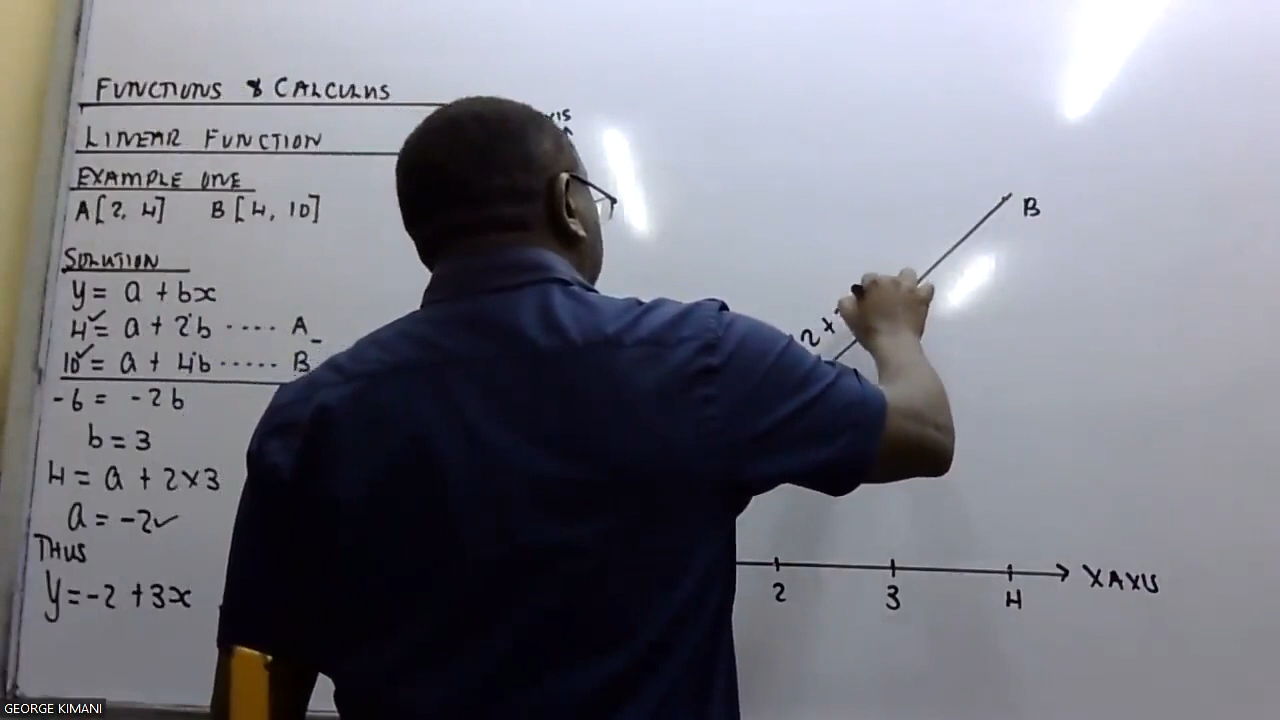 FUNCTIONS & CALCULUS
LINEAR FUNCTION
EXAMPLE ONE
A[2, 4] B[4, 10]
SOLUTION
y = a + bx
4 = a + 2b ···· A
10 = a + 4b ····· B
-6 = -2b
b = 3
4 = a + 2x3
a = -2✓
THUS
y = -2 + 3x
B
2 +
2 3 4 X AXIS
GEORGE KIMANI